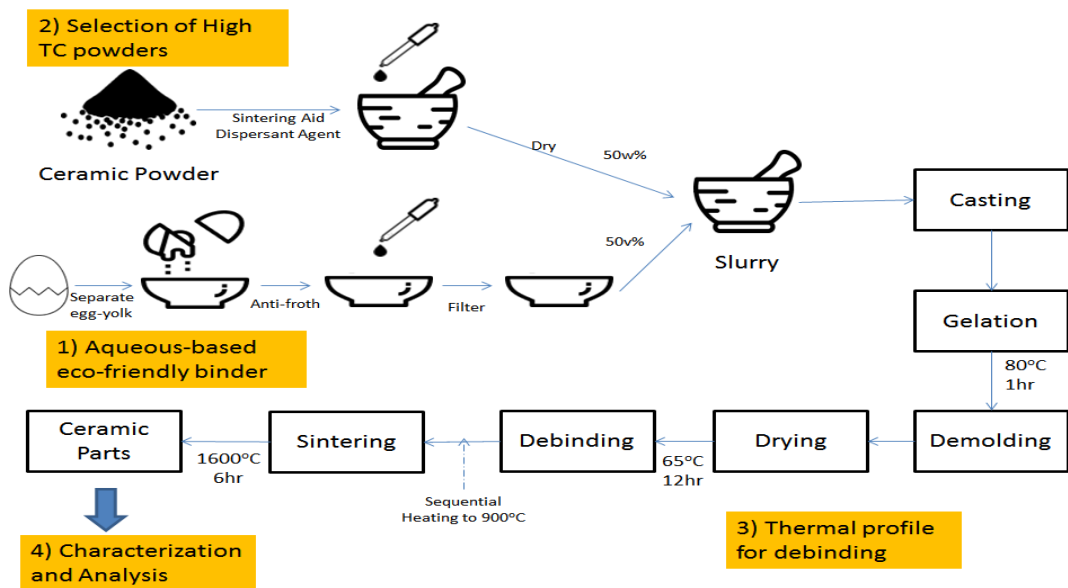 2) Selection of High
TC powders
Sintering Aid
Dispersant Agent
Ceramic Powder
Dry
50w%
50v%
Slurry
Casting
Separate
egg-yolk
Anti-froth
Filter
1) Aqueous-based
eco-friendly binder
Gelation
80°C
1hr
Demolding
Drying
65°C
12hr
Debinding
Sequential
Heating to 900°C
Sintering
1600°C
6hr
Ceramic
Parts
3) Thermal profile
for debinding
4) Characterization
and Analysis